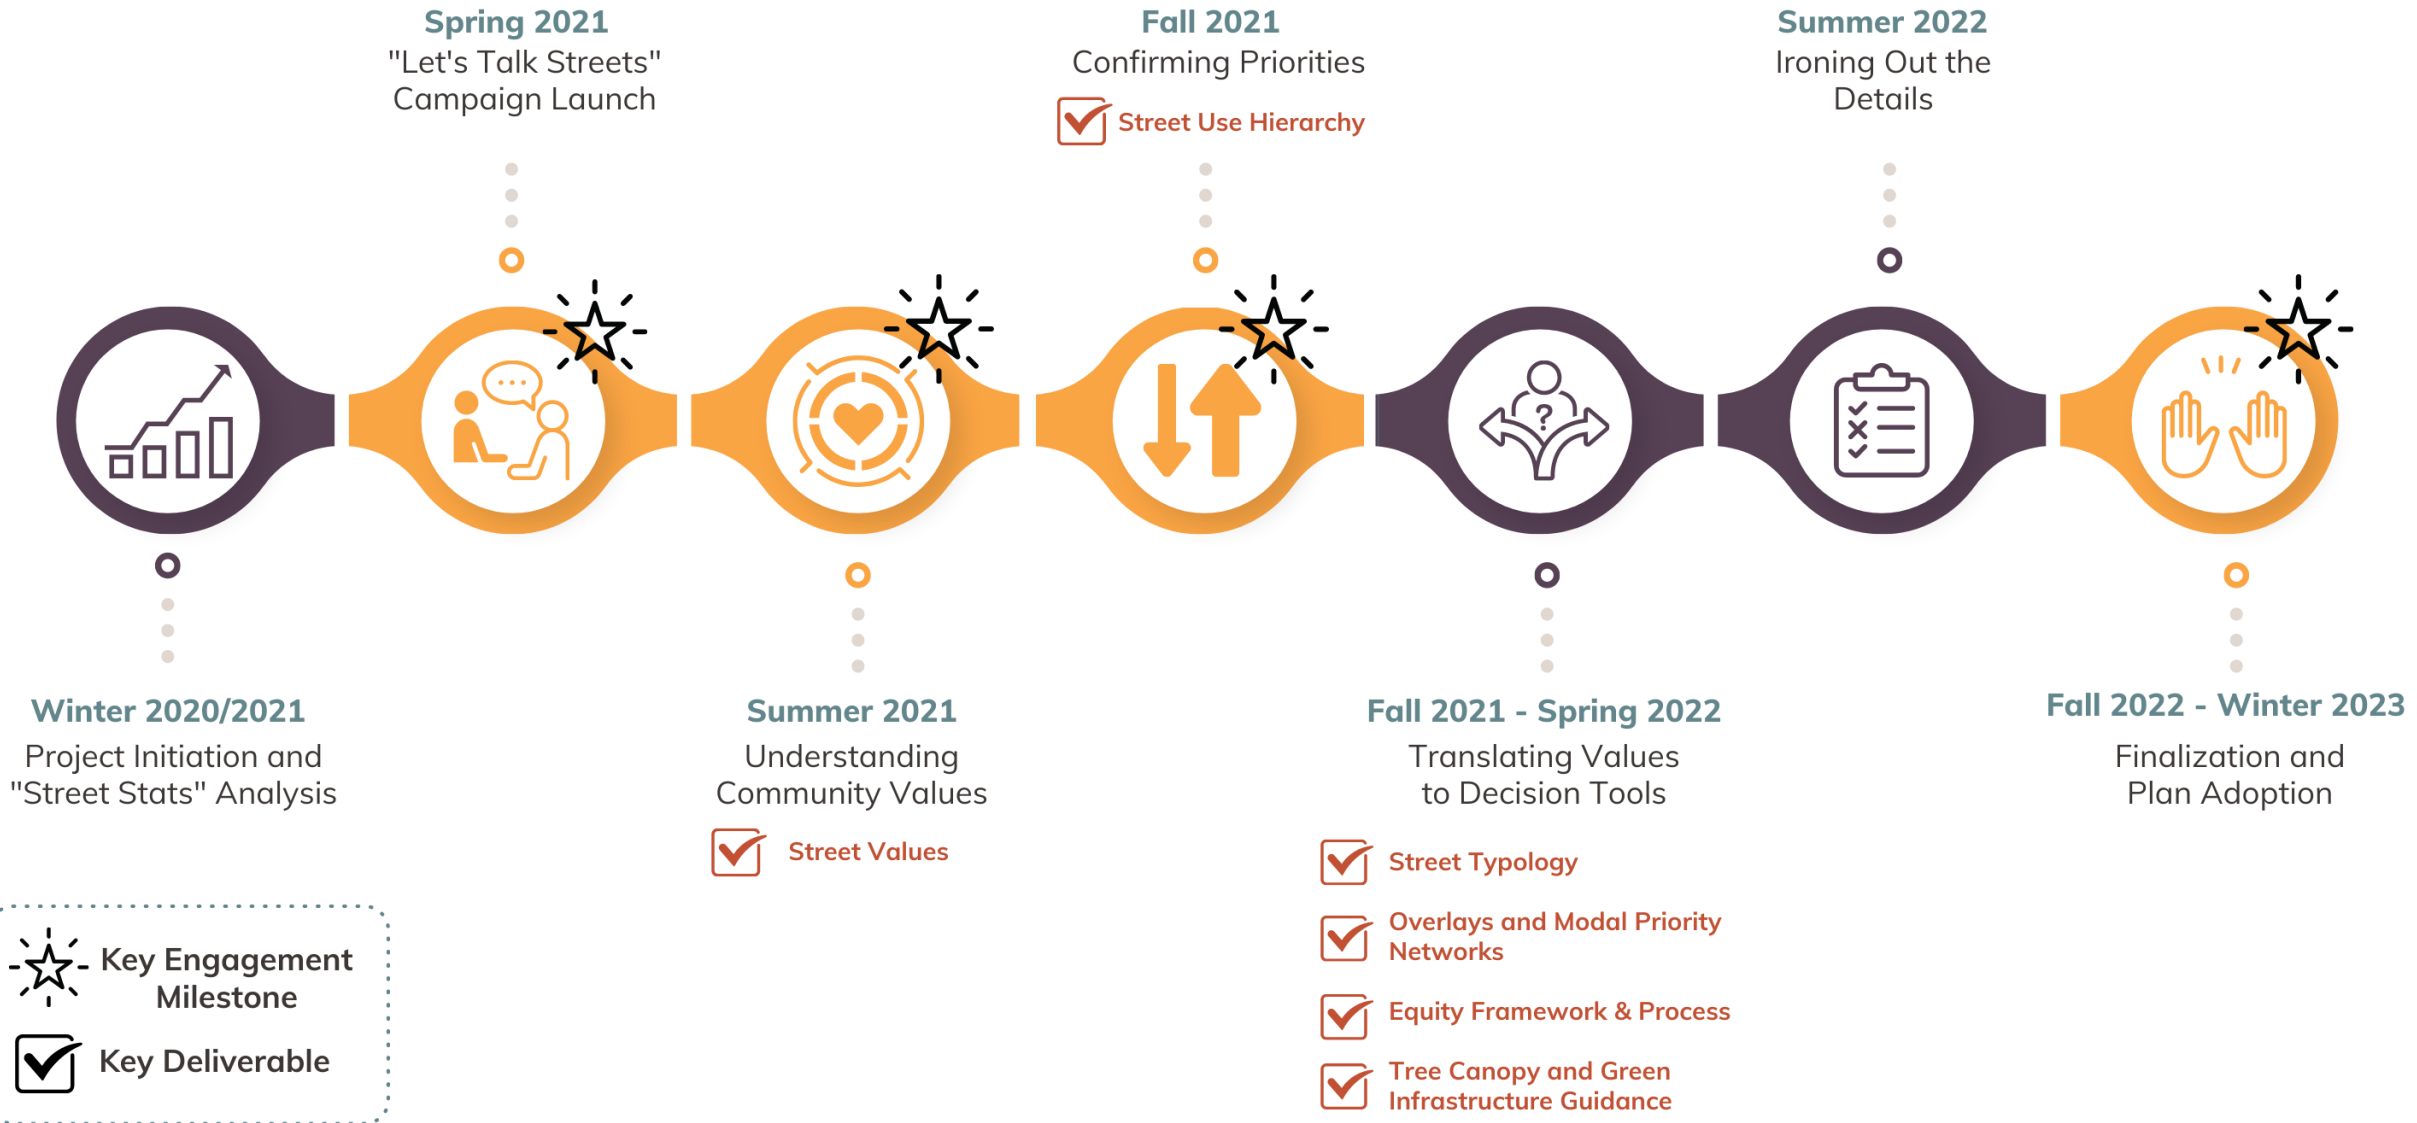 Spring 2021
"Let's Talk Streets"
Campaign Launch
Fall 2021
Confirming Priorities
Street Use Hierarchy
Summer 2022
Ironing Out the
Details
?
Winter 2020/2021
Project Initiation and
"Street Stats" Analysis
Summer 2021
Understanding
Community Values
Street Values
Fall 2021 - Spring 2022
Translating Values
to Decision Tools
Street Typology
Overlays and Modal Priority
Networks
Equity Framework & Process
Tree Canopy and Green
Infrastructure Guidance
Fall 2022 - Winter 2023
Finalization and
Plan Adoption
Key Engagement
Milestone
Key Deliverable